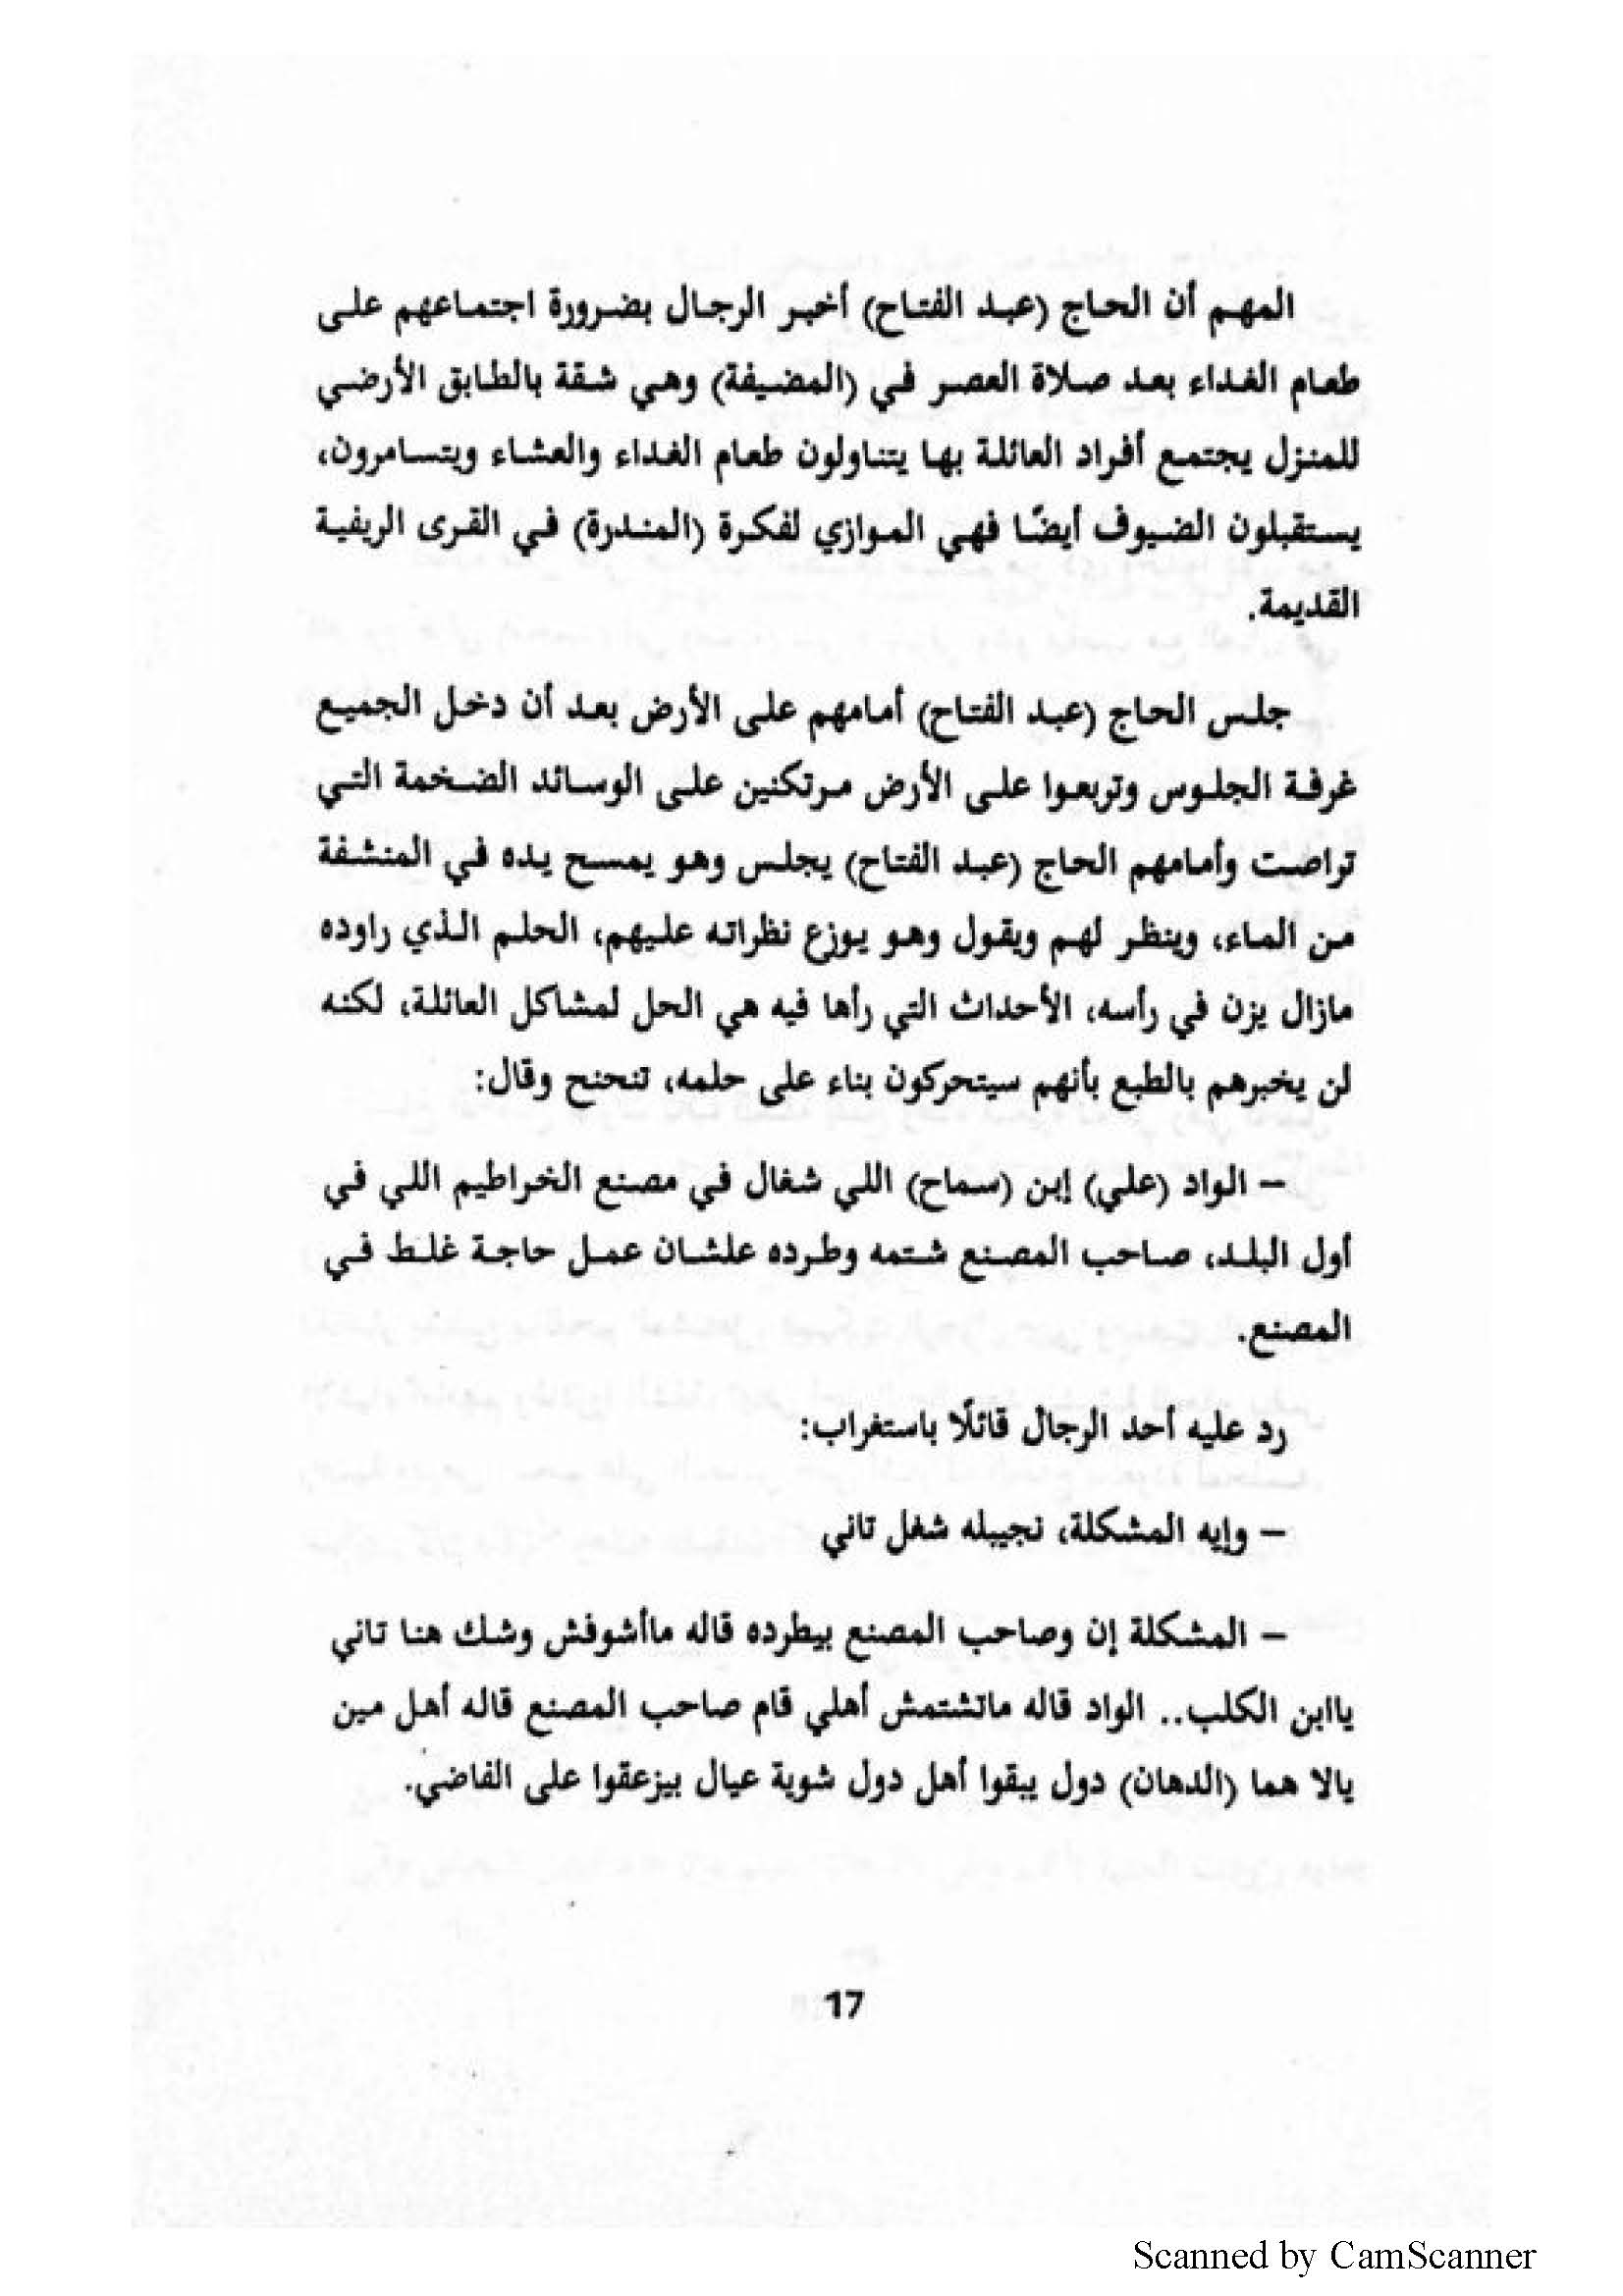 المهم أن الحاج (عبد الفتاح) أخبر الرجال بضرورة اجتماعهم على
طعام الغداء بعد صلاة العصر في (المضيفة) وهي شقة بالطابق الأرضي
للمنزل يجتمع أفراد العائلة بها يتناولون طعام الغداء والعشاء ويتسامرون،
يستقبلون الضيوف أيضًا فهي الموازي لفكرة (المندرة) في القرى الريفية
القديمة.
جلس الحاج (عبد الفتاح) أمامهم على الأرض بعد أن دخل الجميع
غرفة الجلوس وتربعوا على الأرض مرتكنين على الوسائد الضخمة التي
تراصت وأمامهم الحاج (عبد الفتاح) يجلس وهو يمسح يده في المنشفة
من الماء، وينظر لهم ويقول وهو يوزع نظراته عليهم، الحلم الذي راوده
مازال يزن في رأسه، الأحداث التي رأها فيه هي الحل لمشاكل العائلة، لكنه
لن يخبرهم بالطبع بأنهم سيتحركون بناء على حلمه، تنحنح وقال:
– الواد (علي) إبن (سماح) اللي شغال في مصنع الخراطيم اللي في
أول البلد، صاحب المصنع شتمه وطرده علشان عمل حاجة غلط في
المصنع.
رد عليه أحد الرجال قائلًا باستغراب:
– وإيه المشكلة، نجيبله شغل تاني
– المشكلة إن وصاحب المصنع بيطرده قاله ماأشوفش وشك هنا تاني
ياابن الكلب.. الواد قاله ماتشتمش أهلي قام صاحب المصنع قاله أهل مين
يالا هما (الدهان) دول يبقوا أهل دول شوية عيال بيزعقوا على الفاضي.
17
Scanned by CamScanner